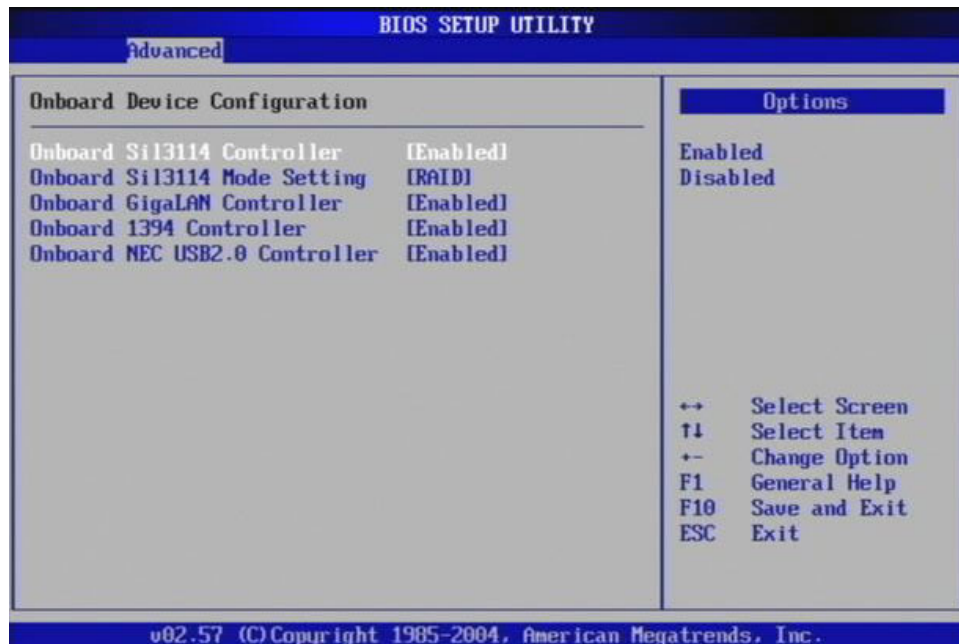 BIOS SETUP UTILITY
Advanced
Onboard Device Configuration
Onboard Sil3114 Controller [Enabled]
Onboard Sil3114 Mode Setting [RAID]
Onboard GigaLAN Controller [Enabled]
Onboard 1394 Controller [Enabled]
Onboard NEC USB2.0 Controller [Enabled]
Options
Enabled
Disabled
↔ Select Screen
↑↓ Select Item
+- Change Option
F1 General Help
F10 Save and Exit
ESC Exit
v02.57 (C)Copyright 1985-2004, American Megatrends, Inc.